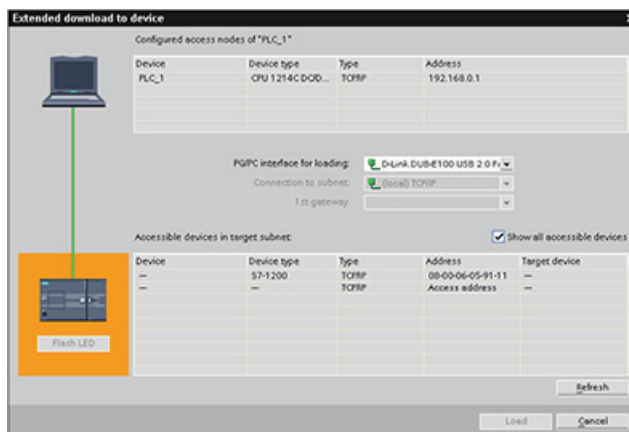 Extended download to device
Configured access nodes of "PLC_1"
Device Device type Type Address
PLC_1 CPU 1214C DC/D... TCP/IP 192.168.0.1
PG/PC interface for loading: D-Link DUB-E100 USB 2.0 Fa
Connection to subnet: (local) TCP/IP
1st gateway:
Accessible devices in target subnet: Show all accessible devices
Device Device type Type Address Target device
— S7-1200 TCP/IP 08-00-06-05-91-11 —
— — TCP/IP Access address —
Flash LED
Refresh
Load Cancel